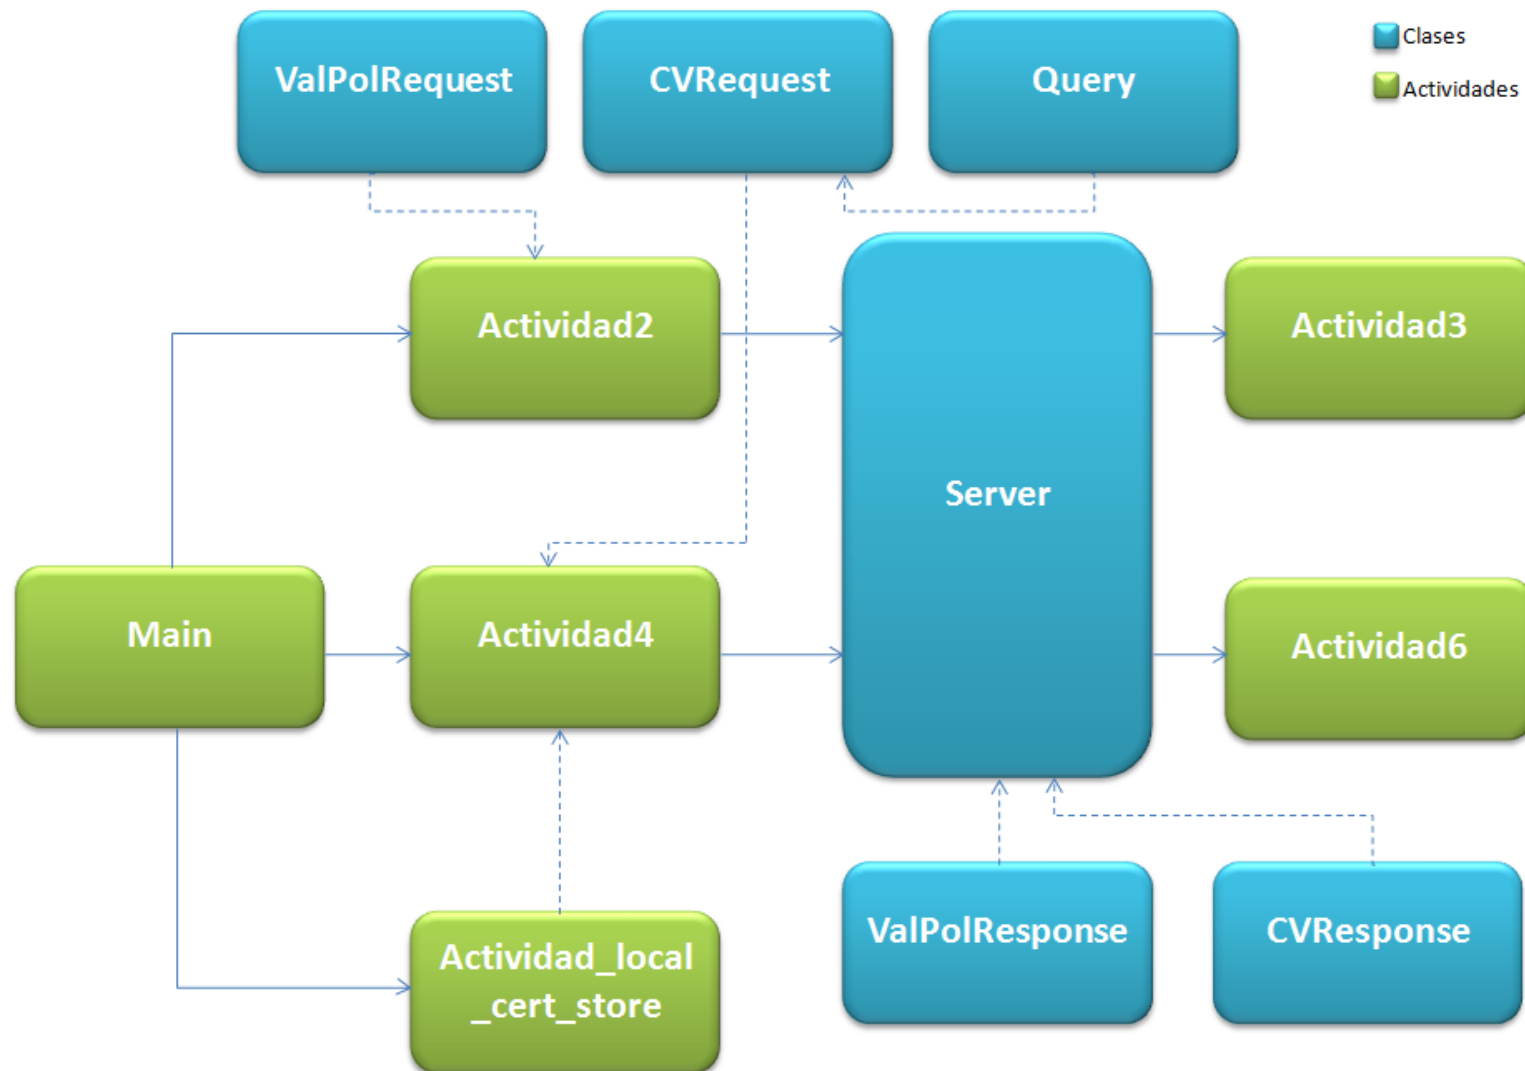 ValPolRequest
CVRequest
Query
Clases
Actividades
Actividad2
Server
Actividad3
Main
Actividad4
Actividad6
Actividad_local
_cert_store
ValPolResponse
CVResponse